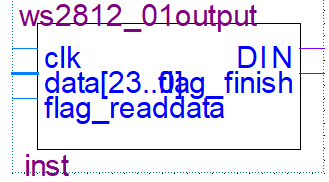 ws2812_01output
clk DIN
data[23..0] flag_finish
flag_readdata
inst